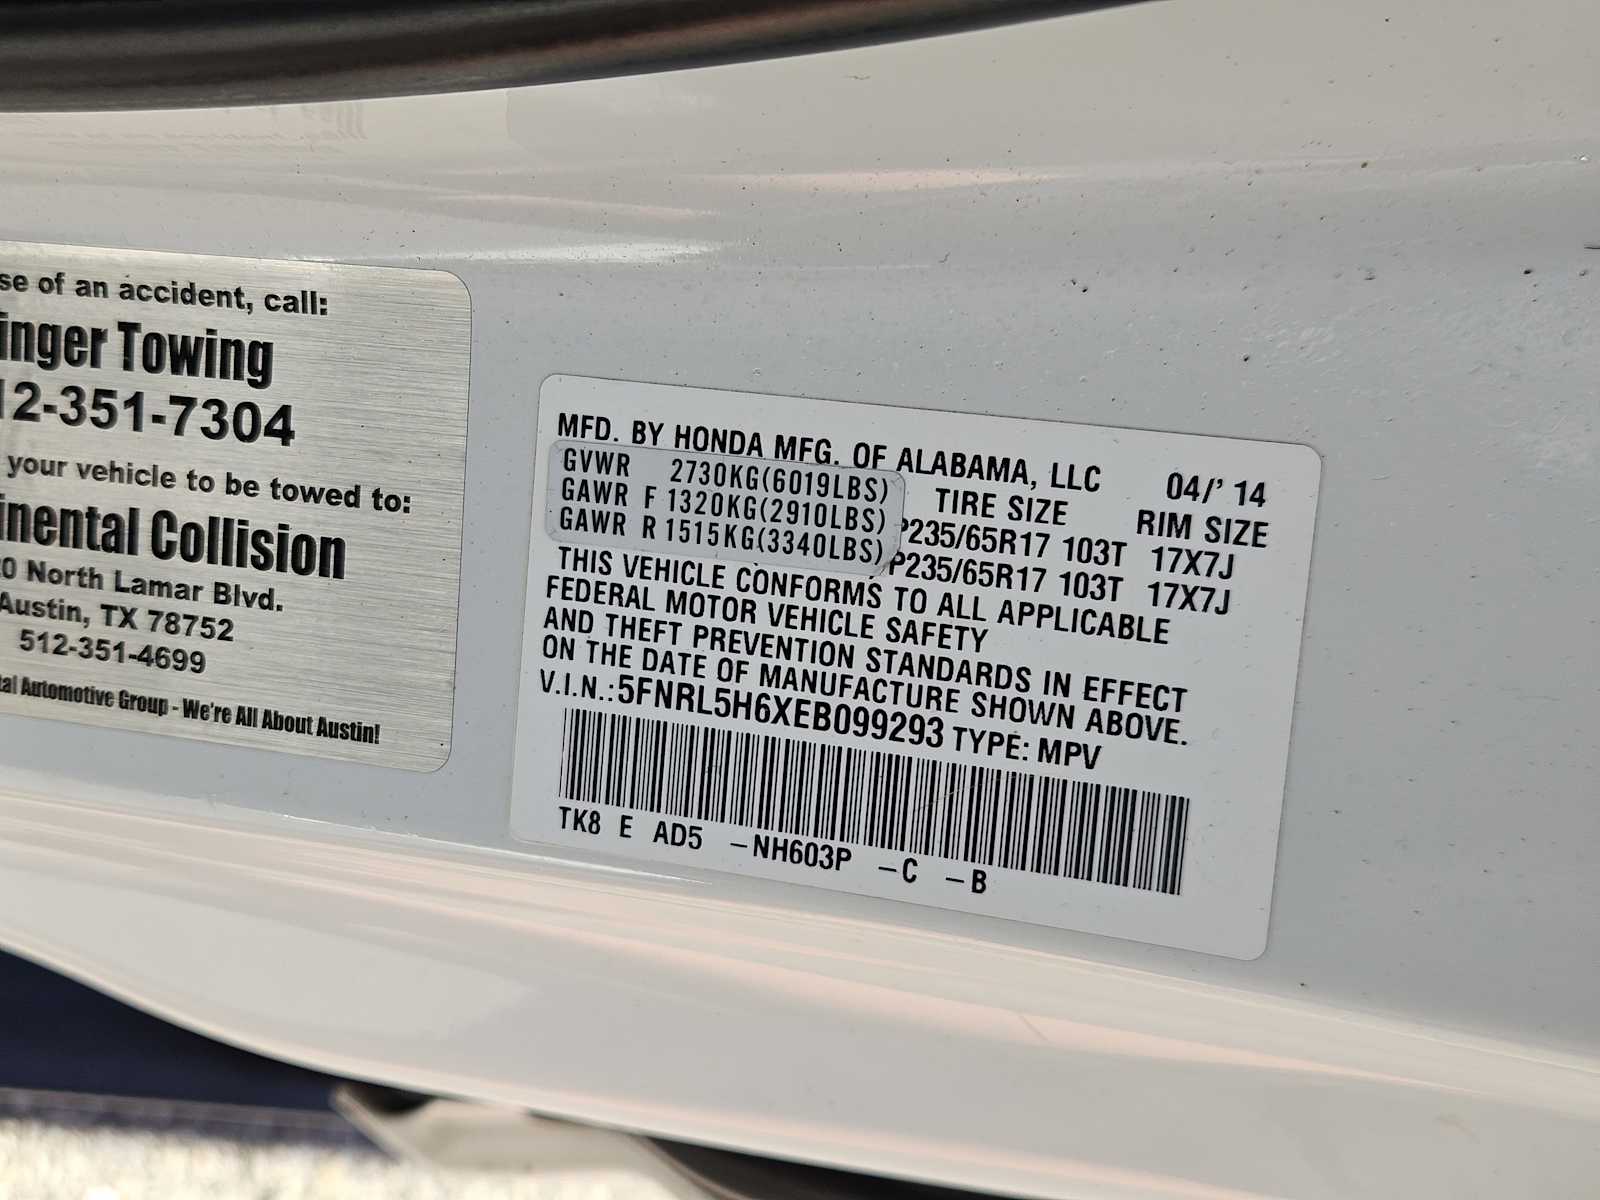 se of an accident, call:
inger Towing
12-351-7304
your vehicle to be towed to:
inental Collision
0 North Lamar Blvd.
Austin, TX 78752
512-351-4699
tal Automotive Group - We're All About Austin!
MFD. BY HONDA MFG. OF ALABAMA, LLC 04/' 14
GVWR 2730KG(6019LBS) TIRE SIZE RIM SIZE
GAWR F 1320KG(2910LBS) P235/65R17 103T 17X7J
GAWR R 1515KG(3340LBS) P235/65R17 103T 17X7J
THIS VEHICLE CONFORMS TO ALL APPLICABLE
FEDERAL MOTOR VEHICLE SAFETY
AND THEFT PREVENTION STANDARDS IN EFFECT
ON THE DATE OF MANUFACTURE SHOWN ABOVE.
V.I.N.:5FNRL5H6XEB099293 TYPE: MPV
TK8 E AD5 -NH603P -C -B